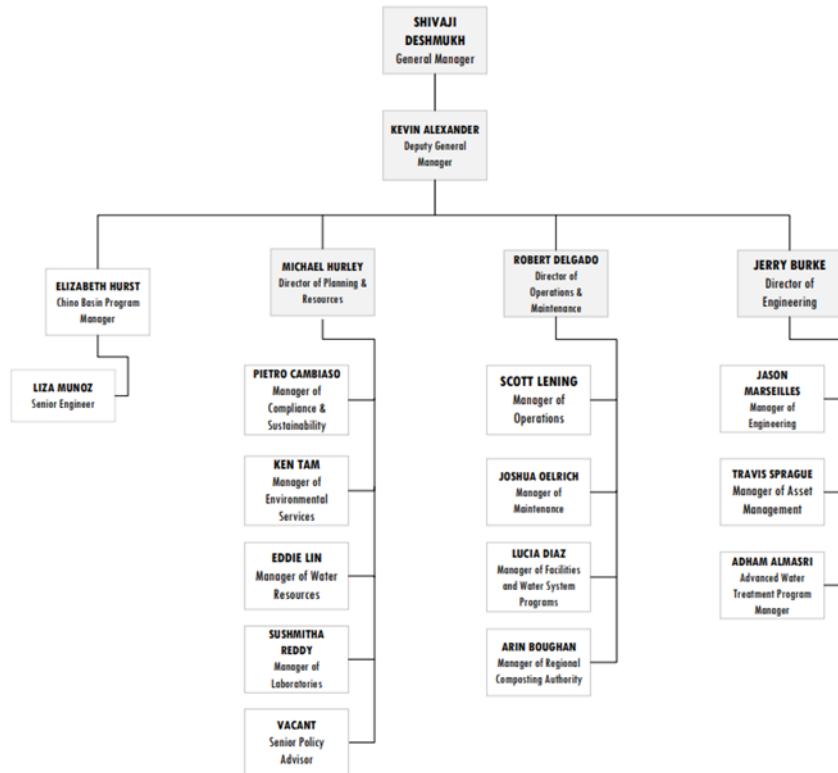 SHIVAJI
DESHMUKH
General Manager
KEVIN ALEXANDER
Deputy General
Manager
ELIZABETH HURST
Chino Basin Program
Manager
LIZA MUNOZ
Senior Engineer
MICHAEL HURLEY
Director of Planning &
Resources
PIETRO CAMBIASO
Manager of
Compliance &
Sustainability
KEN TAM
Manager of
Environmental
Services
EDDIE LIN
Manager of Water
Resources
SUSHMITHA
REDDY
Manager of
Laboratories
VACANT
Senior Policy
Advisor
ROBERT DELGADO
Director of
Operations &
Maintenance
SCOTT LENING
Manager of
Operations
JOSHUA OELRICH
Manager of
Maintenance
LUCIA DIAZ
Manager of Facilities
and Water System
Programs
ARIN BOUGHAN
Manager of Regional
Composting Authority
JERRY BURKE
Director of
Engineering
JASON
MARSEILLES
Manager of
Engineering
TRAVIS SPRAGUE
Manager of Asset
Management
ADHAM ALMASRI
Advanced Water
Treatment Program
Manager